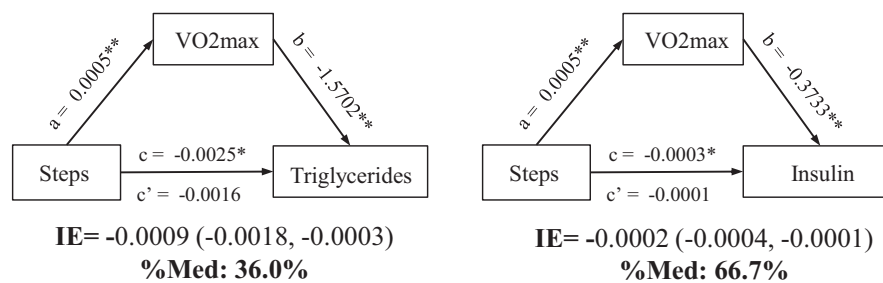 VO2max
a = 0.0005**
b = -1.5702**
Steps
c = -0.0025*
c’ = -0.0016
Triglycerides
IE= -0.0009 (-0.0018, -0.0003)
%Med: 36.0%
VO2max
a = 0.0005**
b = -0.3733**
Steps
c = -0.0003*
c’ = -0.0001
Insulin
IE= -0.0002 (-0.0004, -0.0001)
%Med: 66.7%